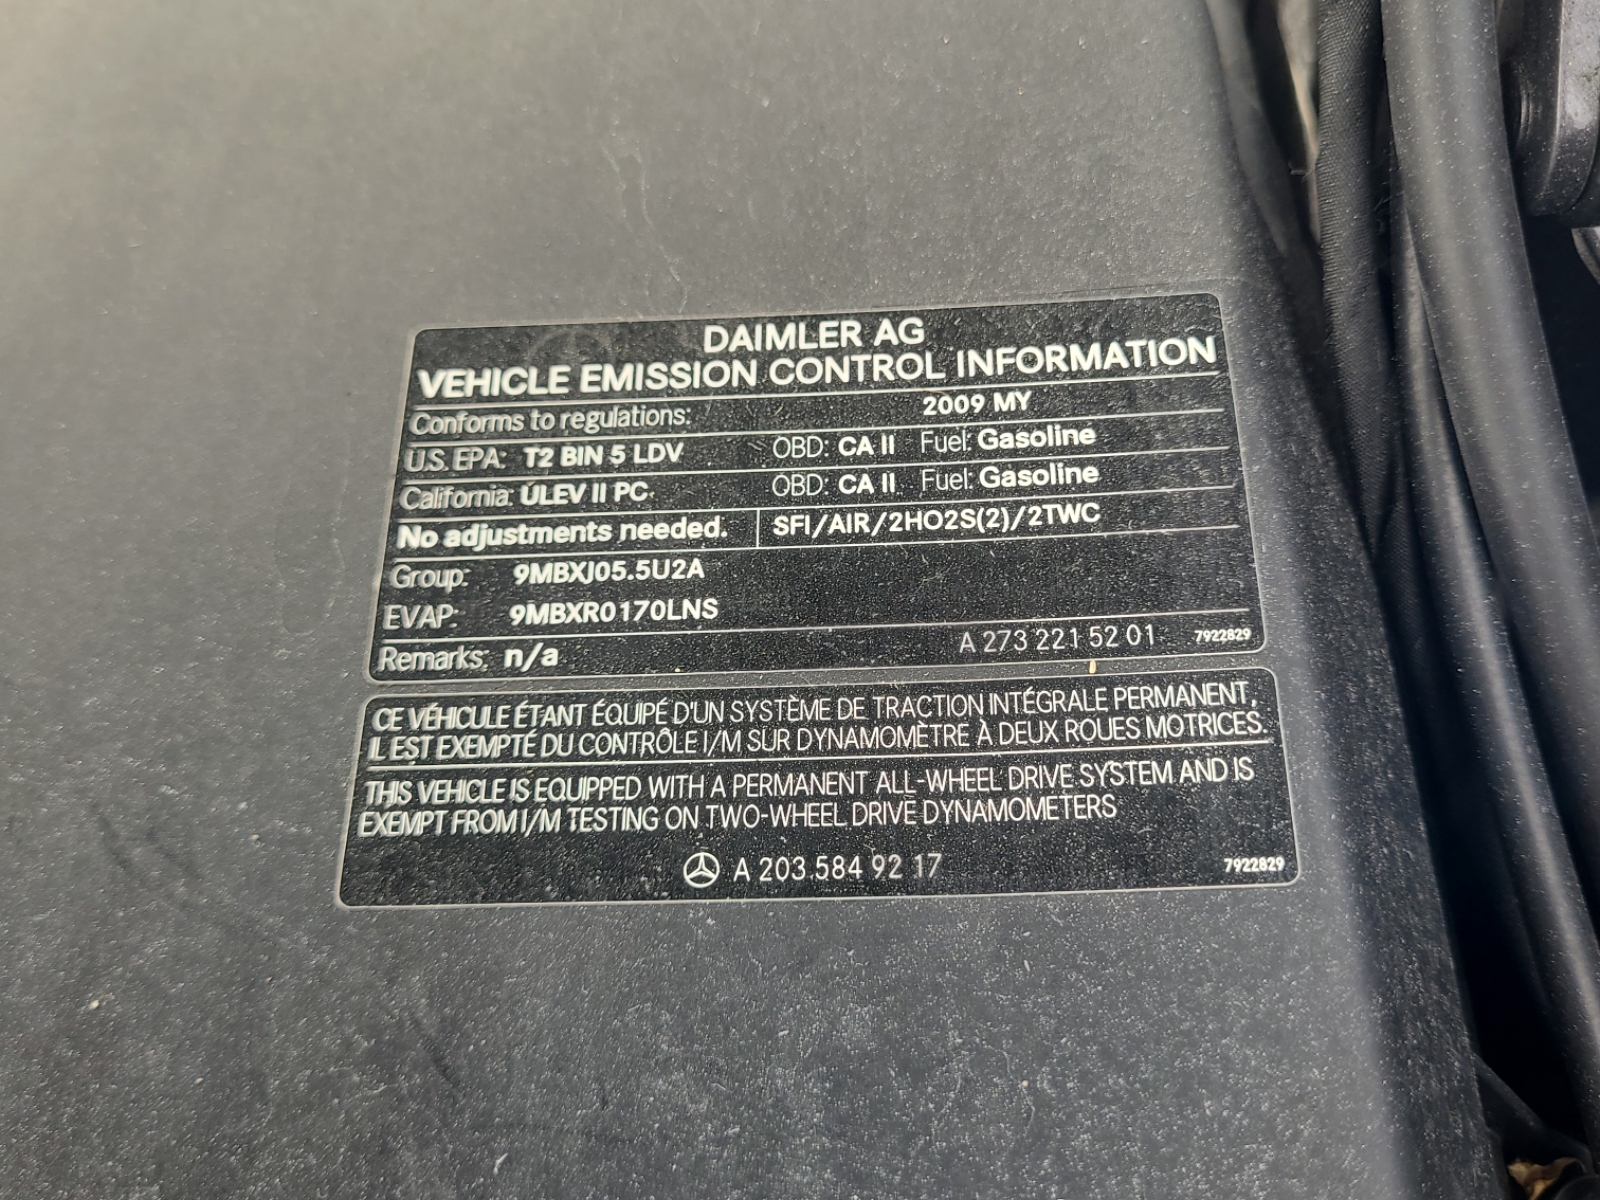 DAIMLER AG
VEHICLE EMISSION CONTROL INFORMATION
Conforms to regulations: 2009 MY
U.S. EPA: T2 BIN 5 LDV OBD: CA II Fuel: Gasoline
California: ULEV II PC OBD: CA II Fuel: Gasoline
No adjustments needed. SFI/AIR/2HO2S(2)/2TWC
Group: 9MBXJ05.5U2A
EVAP: 9MBXR0170LNS
Remarks: n/a A 273 221 52 01 7922829
CE VÉHICULE ÉTANT ÉQUIPÉ D'UN SYSTÈME DE TRACTION INTÉGRALE PERMANENT,
IL EST EXEMPTÉ DU CONTRÔLE I/M SUR DYNAMOMÈTRE À DEUX ROUES MOTRICES.
THIS VEHICLE IS EQUIPPED WITH A PERMANENT ALL-WHEEL DRIVE SYSTEM AND IS
EXEMPT FROM I/M TESTING ON TWO-WHEEL DRIVE DYNAMOMETERS
A 203 584 92 17 7922829